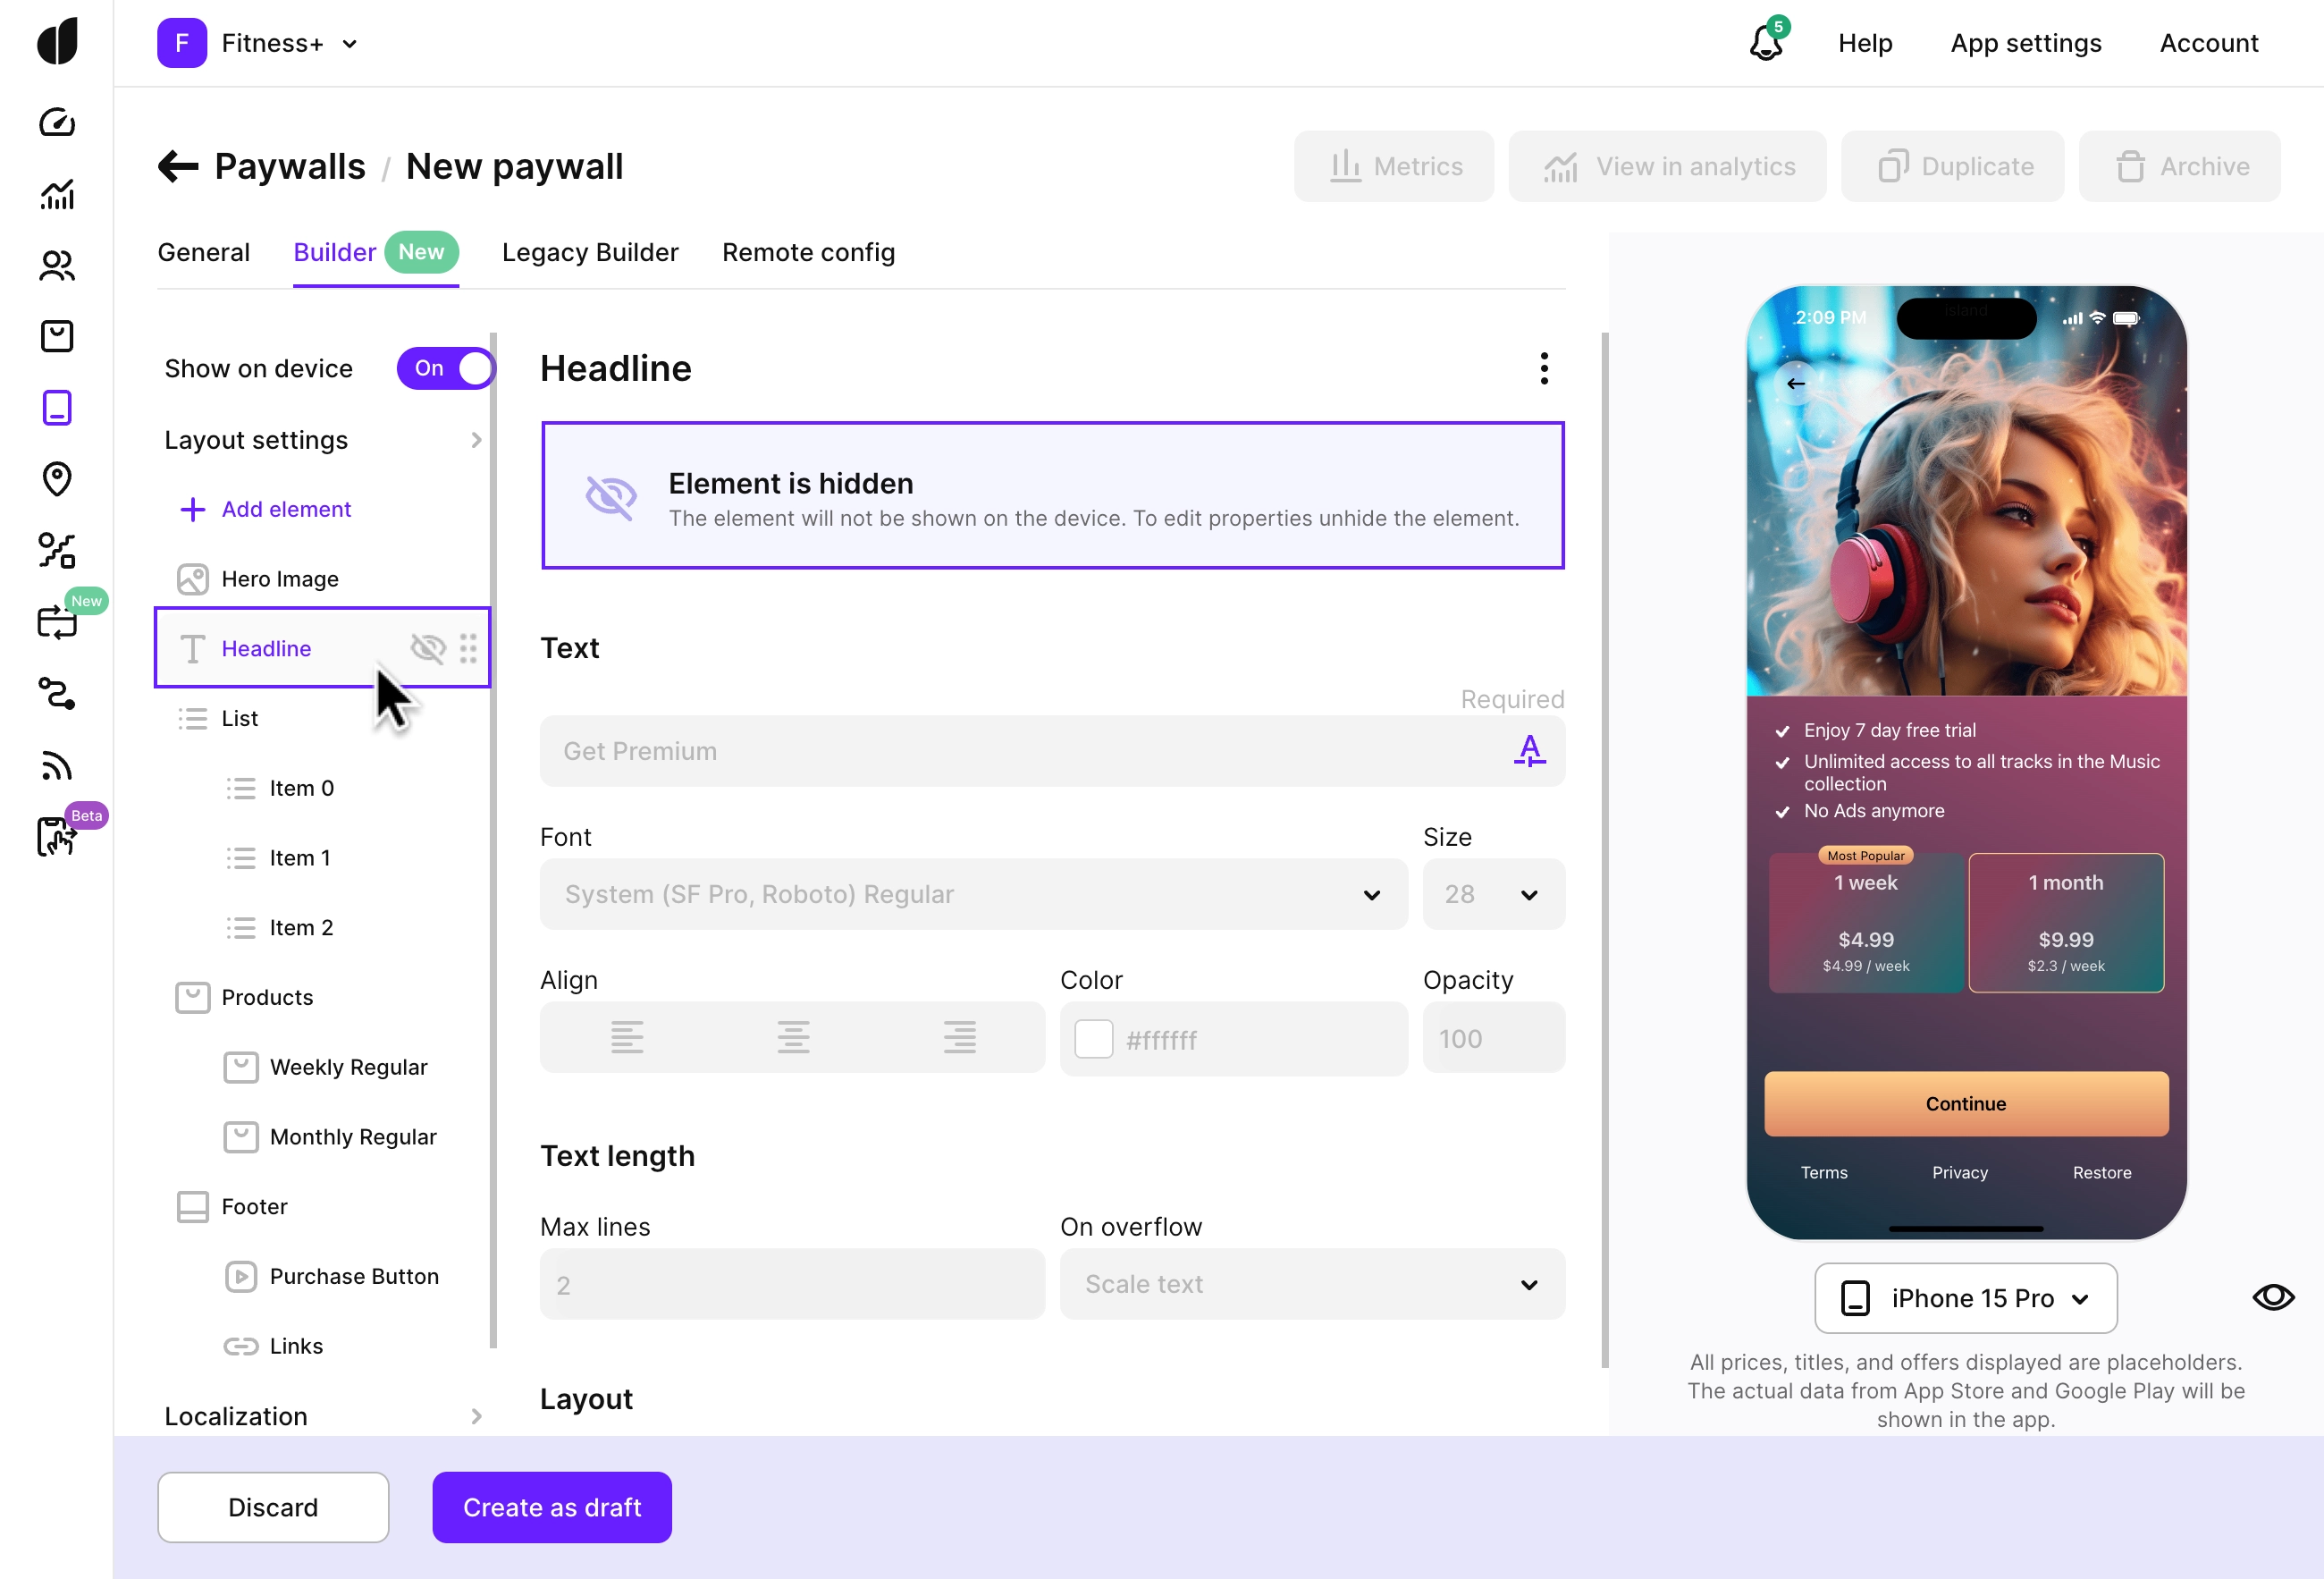 F Fitness+
5
Help
App settings
Account
Paywalls / New paywall
Metrics
View in analytics
Duplicate
Archive
General
Builder New
Legacy Builder
Remote config
New
Beta
Show on device
On
Layout settings
Add element
Hero Image
Headline
List
Item 0
Item 1
Item 2
Products
Weekly Regular
Monthly Regular
Footer
Purchase Button
Links
Localization
Headline
Element is hidden
The element will not be shown on the device. To edit properties unhide the element.
Text
Required
Get Premium
A
Font
Size
System (SF Pro, Roboto) Regular
28
Align
Color
Opacity
#ffffff
100
Text length
Max lines
On overflow
2
Scale text
Layout
2:09 PM
island
Enjoy 7 day free trial
Unlimited access to all tracks in the Music
collection
No Ads anymore
Most Popular
1 week
$4.99
$4.99 / week
1 month
$9.99
$2.3 / week
Continue
Terms
Privacy
Restore
iPhone 15 Pro
All prices, titles, and offers displayed are placeholders.
The actual data from App Store and Google Play will be
shown in the app.
Discard
Create as draft